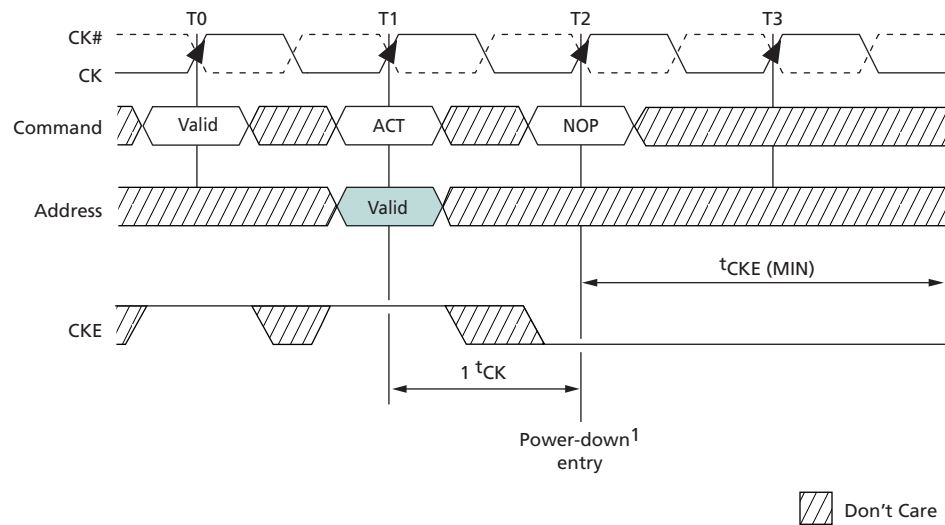 T0 T1 T2 T3
CK#
CK
Command Valid ACT NOP
Address Valid
tCKE (MIN)
CKE
1 tCK
Power-down1
entry
Don't Care